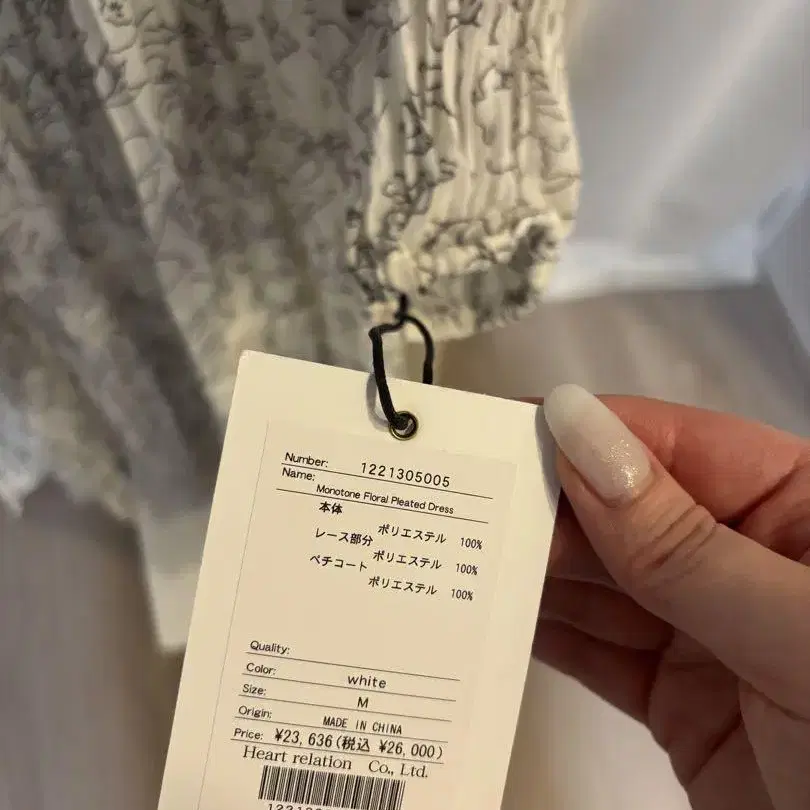 Number: 1221305005
Name: Monotone Floral Pleated Dress
本体
ポリエステル 100%
レース部分
ポリエステル 100%
ペチコート
ポリエステル 100%
Quality:
Color: white
Size: M
Origin: MADE IN CHINA
Price: ¥23,636(税込 ¥26,000)
Heart relation Co., Ltd.